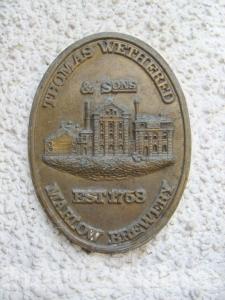 THOMAS WETHERED
& SONS
EST 1758
MARLOW BREWERY